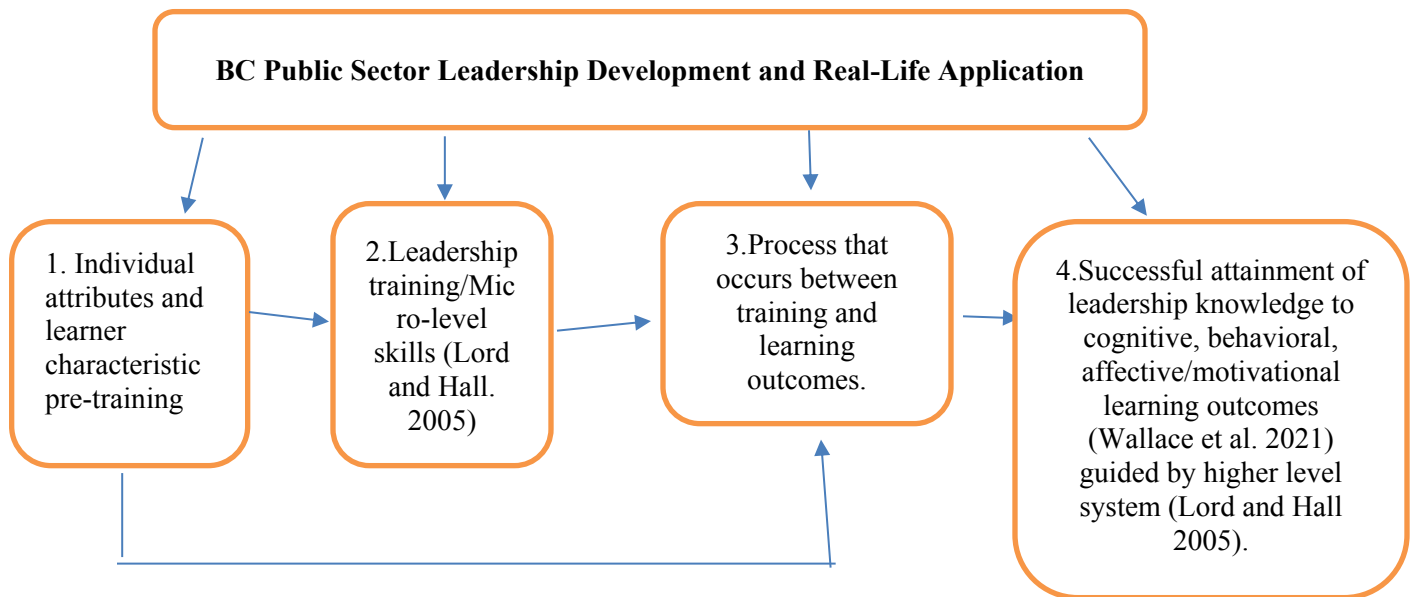 BC Public Sector Leadership Development and Real-Life Application
1. Individual
attributes and
learner
characteristic
pre-training
2.Leadership
training/Mic
ro-level
skills (Lord
and Hall.
2005)
3.Process that
occurs between
training and
learning
outcomes.
4.Successful attainment of
leadership knowledge to
cognitive, behavioral,
affective/motivational
learning outcomes
(Wallace et al. 2021)
guided by higher level
system (Lord and Hall
2005).